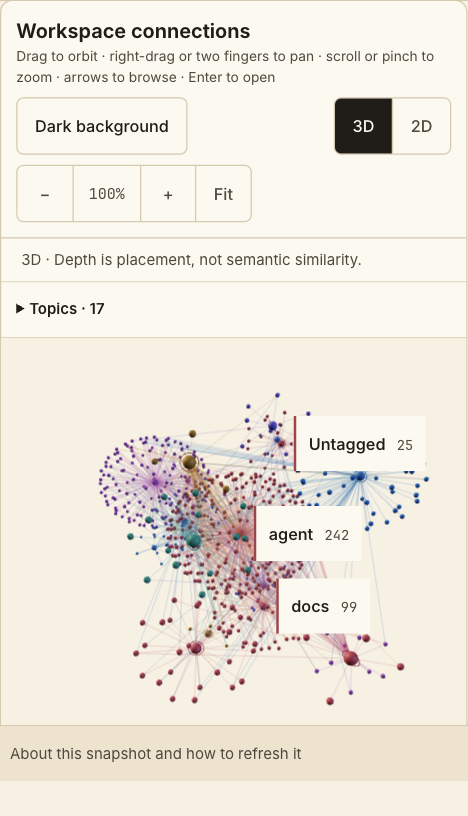 Workspace connections
Drag to orbit · right-drag or two fingers to pan · scroll or pinch to
zoom · arrows to browse · Enter to open
Dark background
3D
2D
−
100%
+
Fit
3D · Depth is placement, not semantic similarity.
Topics · 17
Untagged 25
agent 242
docs 99
About this snapshot and how to refresh it